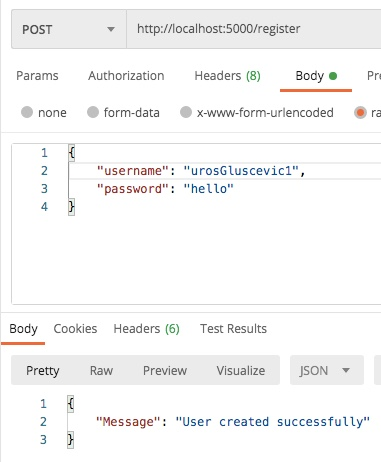 POST http://localhost:5000/register
Params Authorization Headers (8) Body Pre
none form-data x-www-form-urlencoded ra
1 {
2 "username": "urosGluscevic1",
3 "password": "hello"
4 }
Body Cookies Headers (6) Test Results
Pretty Raw Preview Visualize JSON
1 {
2 "Message": "User created successfully"
3 }